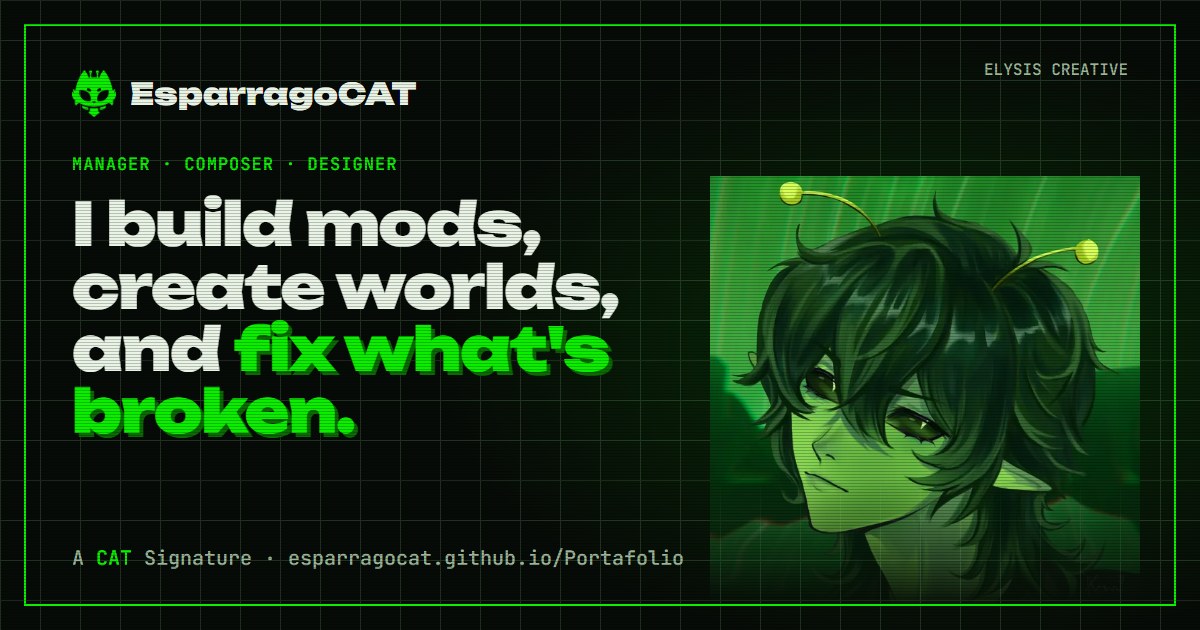 EsparragoCAT
ELYSIS CREATIVE
MANAGER · COMPOSER · DESIGNER
I build mods,
create worlds,
and fix what's
broken.
A CAT Signature · esparragocat.github.io/Portafolio